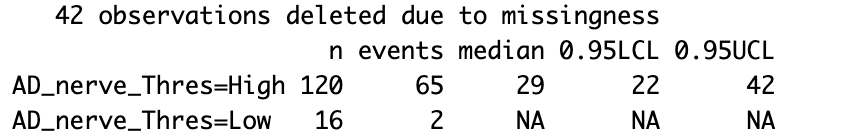 42 observations deleted due to missingness
n events median 0.95LCL 0.95UCL
AD_nerve_Thres=High 120 65 29 22 42
AD_nerve_Thres=Low 16 2 NA NA NA